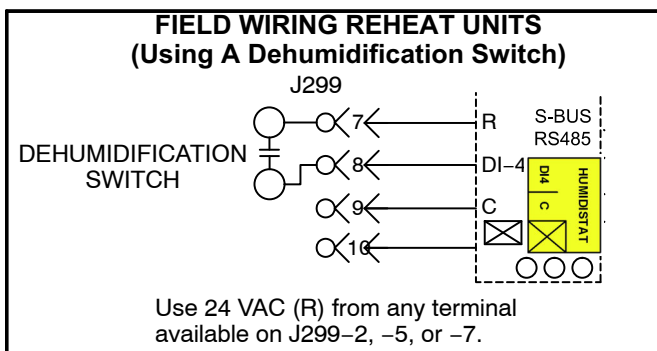 FIELD WIRING REHEAT UNITS
(Using A Dehumidification Switch)
J299
DEHUMIDIFICATION
SWITCH
7
R
8
DI−4
9
C
10
S-BUS
RS485
DI4
C
HUMIDISTAT
Use 24 VAC (R) from any terminal
available on J299−2, −5, or −7.